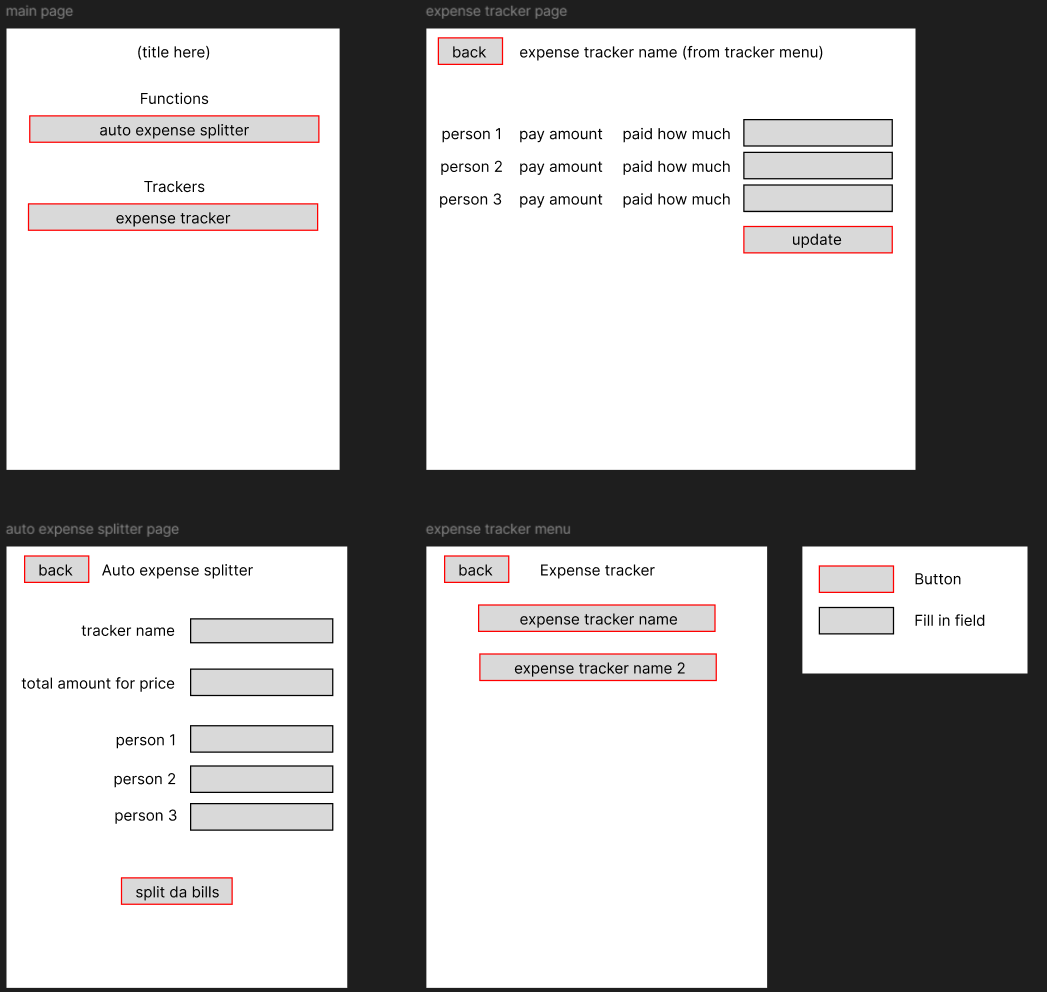 main page
(title here)
Functions
auto expense splitter
Trackers
expense tracker
expense tracker page
back expense tracker name (from tracker menu)
person 1 pay amount paid how much
person 2 pay amount paid how much
person 3 pay amount paid how much
update
auto expense splitter page
back Auto expense splitter
tracker name
total amount for price
person 1
person 2
person 3
split da bills
expense tracker menu
back Expense tracker
expense tracker name
expense tracker name 2
Button
Fill in field